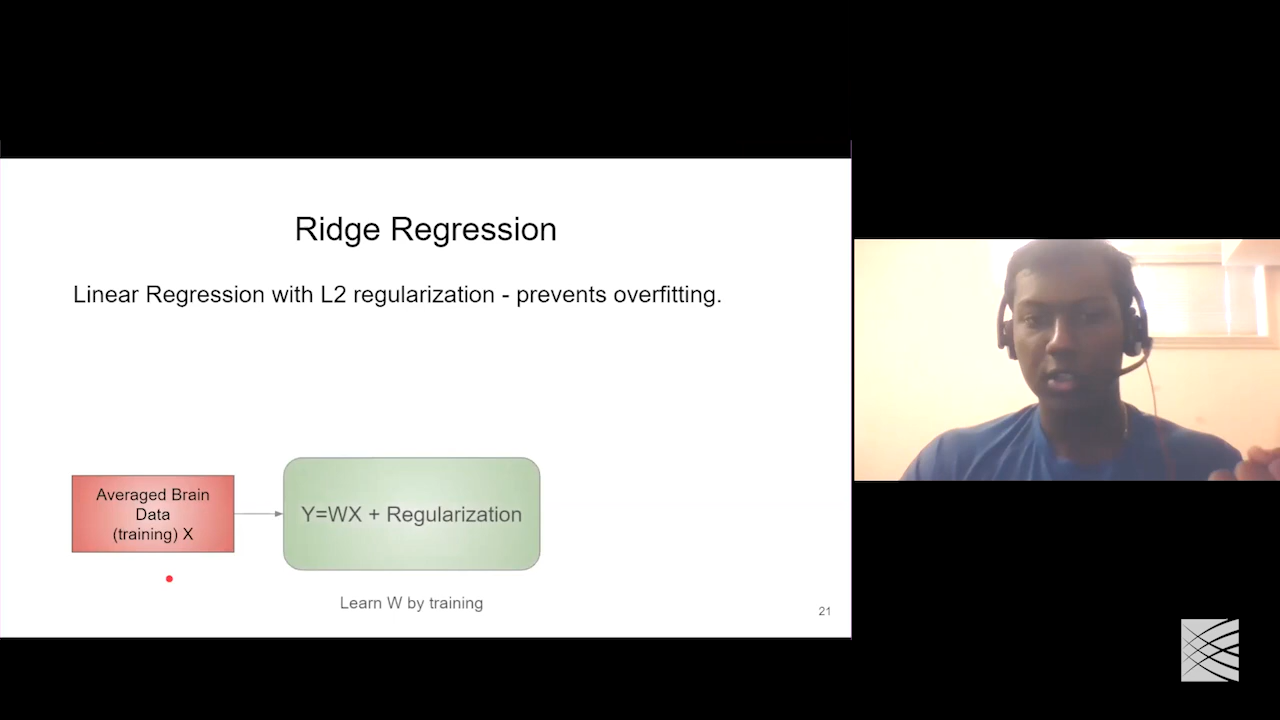 Ridge Regression
Linear Regression with L2 regularization - prevents overfitting.
Averaged Brain
Data
(training) X
Y=WX + Regularization
Learn W by training
21